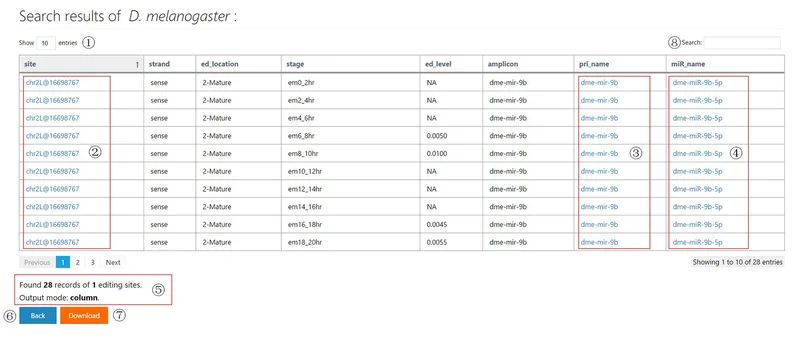 Search results of D. melanogaster :
Show 10 entries ① ⑧ Search:
site strand ed_location stage ed_level amplicon pri_name miR_name
chr2L@16698767 sense 2-Mature em0_2hr NA dme-mir-9b dme-mir-9b dme-miR-9b-5p
chr2L@16698767 sense 2-Mature em2_4hr NA dme-mir-9b dme-mir-9b dme-miR-9b-5p
chr2L@16698767 sense 2-Mature em4_6hr NA dme-mir-9b dme-mir-9b dme-miR-9b-5p
chr2L@16698767 sense 2-Mature em6_8hr 0.0050 dme-mir-9b dme-mir-9b dme-miR-9b-5p
chr2L@16698767 ② sense 2-Mature em8_10hr 0.0100 dme-mir-9b dme-mir-9b ③ dme-miR-9b-5p ④
chr2L@16698767 sense 2-Mature em10_12hr NA dme-mir-9b dme-mir-9b dme-miR-9b-5p
chr2L@16698767 sense 2-Mature em12_14hr NA dme-mir-9b dme-mir-9b dme-miR-9b-5p
chr2L@16698767 sense 2-Mature em14_16hr NA dme-mir-9b dme-mir-9b dme-miR-9b-5p
chr2L@16698767 sense 2-Mature em16_18hr 0.0045 dme-mir-9b dme-mir-9b dme-miR-9b-5p
chr2L@16698767 sense 2-Mature em18_20hr 0.0055 dme-mir-9b dme-mir-9b dme-miR-9b-5p
Previous 1 2 3 Next Showing 1 to 10 of 28 entries
Found 28 records of 1 editing sites. ⑤
Output mode: column.
⑥ Back Download ⑦